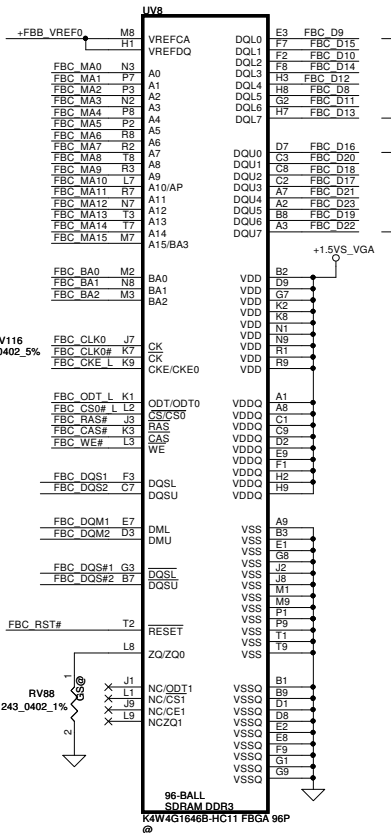 UV8
+FBB_VREF0 M8 VREFCA
H1 VREFDQ
FBC_MA0 N3 A0
FBC_MA1 P7 A1
FBC_MA2 P3 A2
FBC_MA3 N2 A3
FBC_MA4 P8 A4
FBC_MA5 P2 A5
FBC_MA6 R8 A6
FBC_MA7 R2 A7
FBC_MA8 T8 A8
FBC_MA9 R3 A9
FBC_MA10 L7 A10/AP
FBC_MA11 R7 A11
FBC_MA12 N7 A12
FBC_MA13 T3 A13
FBC_MA14 T7 A14
FBC_MA15 M7 A15/BA3
FBC_BA0 M2 BA0
FBC_BA1 N8 BA1
FBC_BA2 M3 BA2
V116
0402_5%
FBC_CLK0 J7 CK
FBC_CLK0# K7 CK
FBC_CKE_L K9 CKE/CKE0
FBC_ODT_L K1 ODT/ODT0
FBC_CS0#_L L2 CS/CS0
FBC_RAS# J3 RAS
FBC_CAS# K3 CAS
FBC_WE# L3 WE
FBC_DQS1 F3 DQSL
FBC_DQS2 C7 DQSU
FBC_DQM1 E7 DML
FBC_DQM2 D3 DMU
FBC_DQS#1 G3 DQSL
FBC_DQS#2 B7 DQSU
FBC_RST# T2 RESET
L8 ZQ/ZQ0
1
GS@
RV88
243_0402_1%
2
J1 NC/ODT1
L1 NC/CS1
J9 NC/CE1
L9 NCZQ1
DQL0 E3 FBC_D9
DQL1 F7 FBC_D15
DQL2 F2 FBC_D10
DQL3 F8 FBC_D14
DQL4 H3 FBC_D12
DQL5 H8 FBC_D8
DQL6 G2 FBC_D11
DQL7 H7 FBC_D13
DQU0 D7 FBC_D16
DQU1 C3 FBC_D20
DQU2 C8 FBC_D18
DQU3 C2 FBC_D17
DQU4 A7 FBC_D21
DQU5 A2 FBC_D23
DQU6 B8 FBC_D19
DQU7 A3 FBC_D22
+1.5VS_VGA
VDD B2
VDD D9
VDD G7
VDD K2
VDD K8
VDD N1
VDD N9
VDD R1
VDD R9
VDDQ A1
VDDQ A8
VDDQ C1
VDDQ C9
VDDQ D2
VDDQ E9
VDDQ F1
VDDQ H2
VDDQ H9
VSS A9
VSS B3
VSS E1
VSS G8
VSS J2
VSS J8
VSS M1
VSS M9
VSS P1
VSS P9
VSS T1
VSS T9
VSSQ B1
VSSQ B9
VSSQ D1
VSSQ D8
VSSQ E2
VSSQ E8
VSSQ F9
VSSQ G1
VSSQ G9
96-BALL
SDRAM DDR3
K4W4G1646B-HC11 FBGA 96P
@